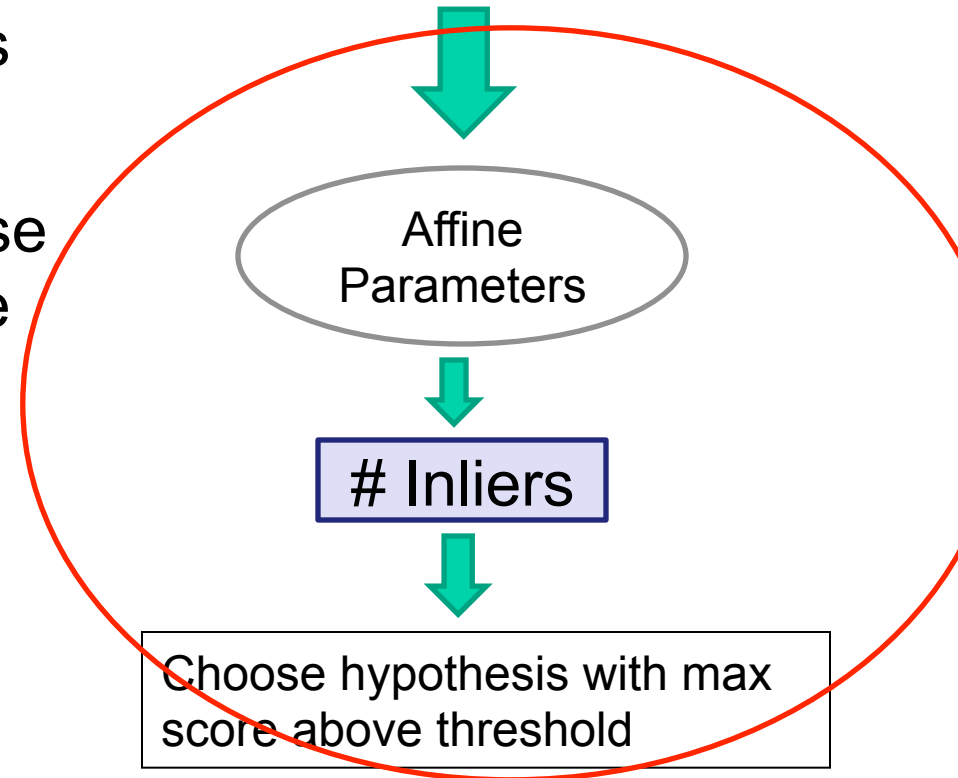 Affine
Parameters
# Inliers
Choose hypothesis with max
score above threshold